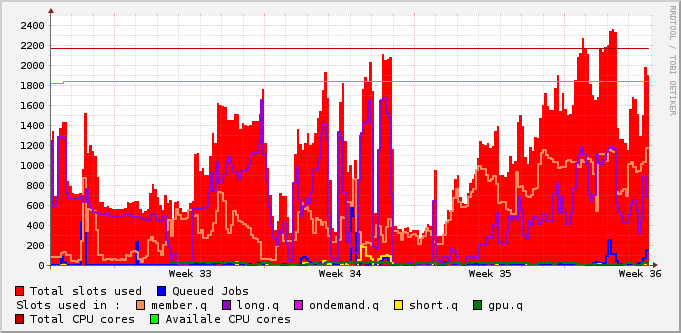 RRDTOOL / TOBI OETIKER
2400
2200
2000
1800
1600
1400
1200
1000
800
600
400
200
0
Week 33 Week 34 Week 35 Week 36
Total slots used Queued Jobs
Slots used in : member.q long.q ondemand.q short.q gpu.q
Total CPU cores Availale CPU cores